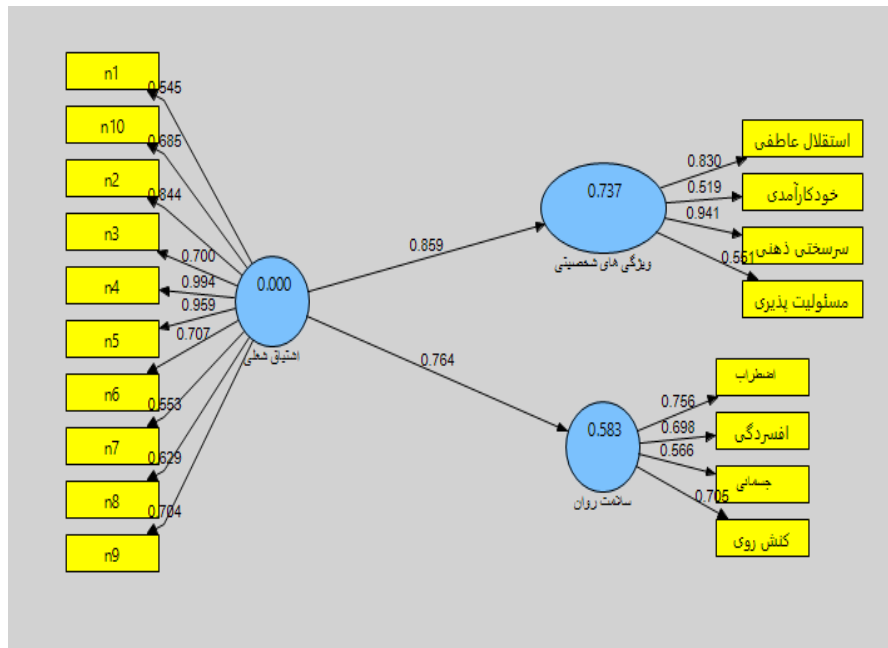 n1
n10
n2
n3
n4
n5
n6
n7
n8
n9
0.545
0.685
0.844
0.700
0.994
0.959
0.707
0.553
0.629
0.704
0.000
اشتیاق شغلی
0.859
0.764
0.737
ویژگی های شخصیتی
0.583
سلامت روان
0.830
0.519
0.941
0.551
استقلال عاطفی
خودکارآمدی
سرسختی ذهنی
مسئولیت پذیری
0.756
0.698
0.566
0.705
اضطراب
افسردگی
جسمانی
کنش روی